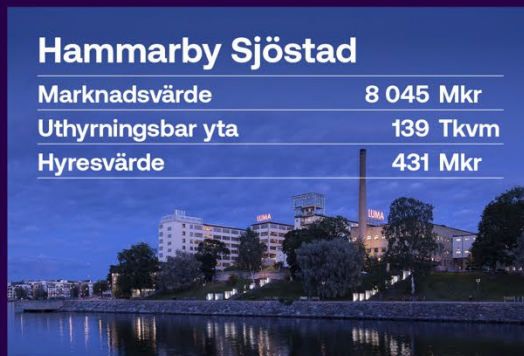 Hammarby Sjöstad
Marknadsvärde 8 045 Mkr
Uthyrningsbar yta 139 Tkvm
Hyresvärde 431 Mkr
LUMA
LUMA